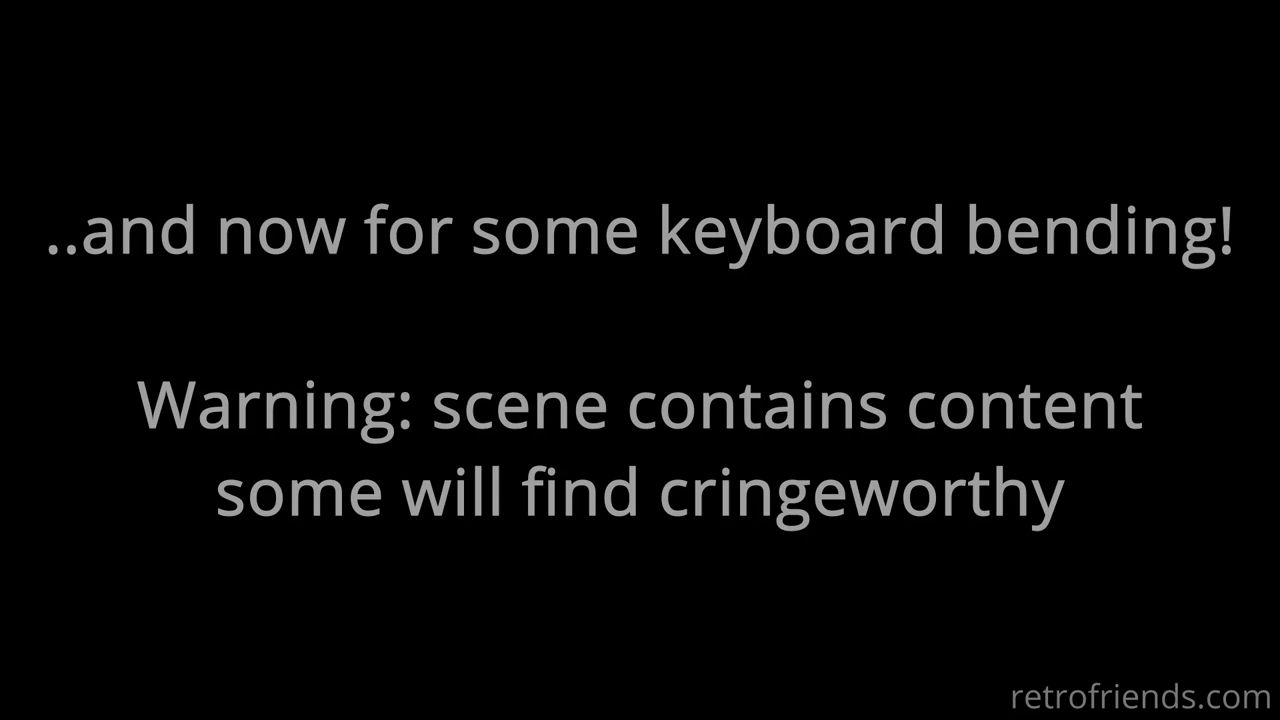 ..and now for some keyboard bending!
Warning: scene contains content
some will find cringeworthy
retrofriends.com